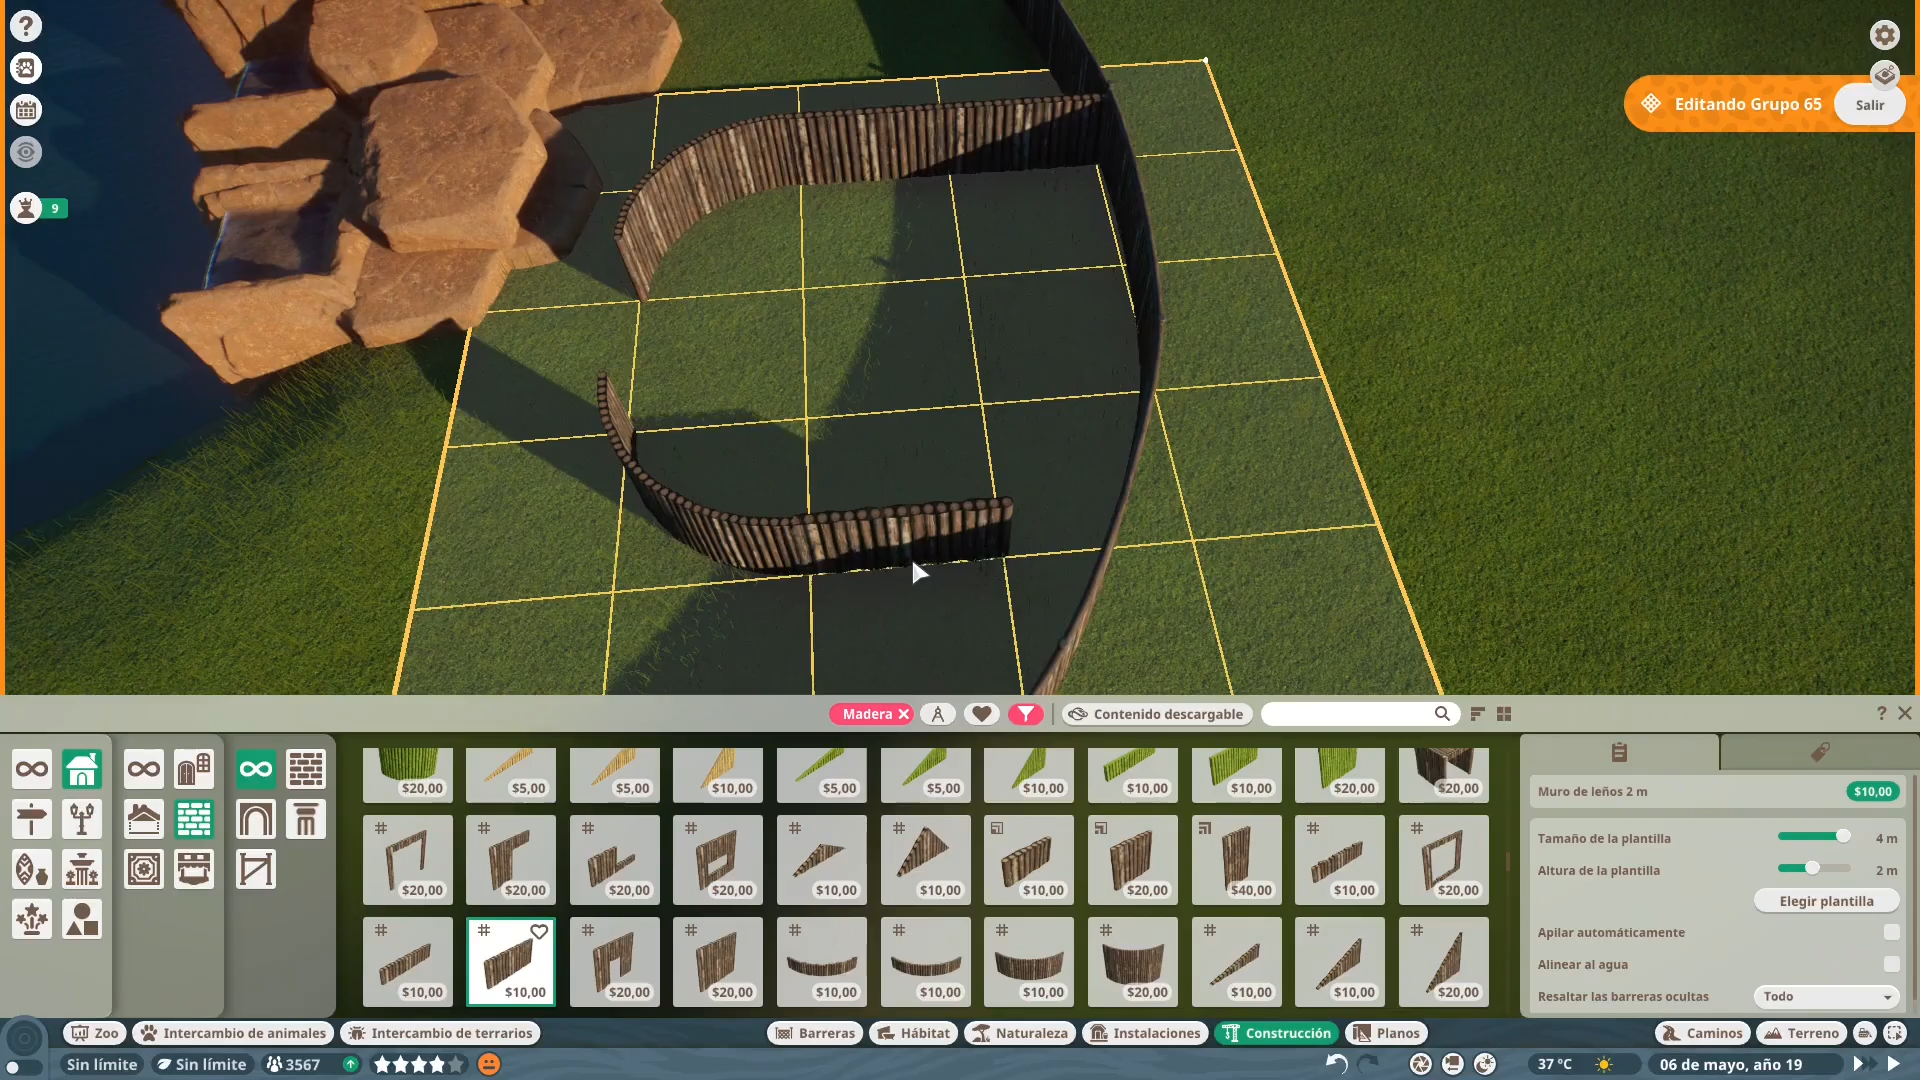 ?
Editando Grupo 65
Salir
9
Madera
Contenido descargable
?
$20,00
$5,00
$5,00
$10,00
$5,00
$5,00
$10,00
$10,00
$10,00
$20,00
$20,00
$20,00
$20,00
$20,00
$20,00
$10,00
$10,00
$10,00
$20,00
$40,00
$10,00
$20,00
$10,00
$10,00
$20,00
$20,00
$10,00
$10,00
$10,00
$20,00
$10,00
$10,00
$20,00
Muro de leños 2 m
$10,00
Tamaño de la plantilla
4 m
Altura de la plantilla
2 m
Elegir plantilla
Apilar automáticamente
Alinear al agua
Resaltar las barreras ocultas
Todo
Zoo
Intercambio de animales
Intercambio de terrarios
Barreras
Hábitat
Naturaleza
Instalaciones
Construcción
Planos
Caminos
Terreno
Sin límite
Sin límite
3567
37 °C
06 de mayo, año 19